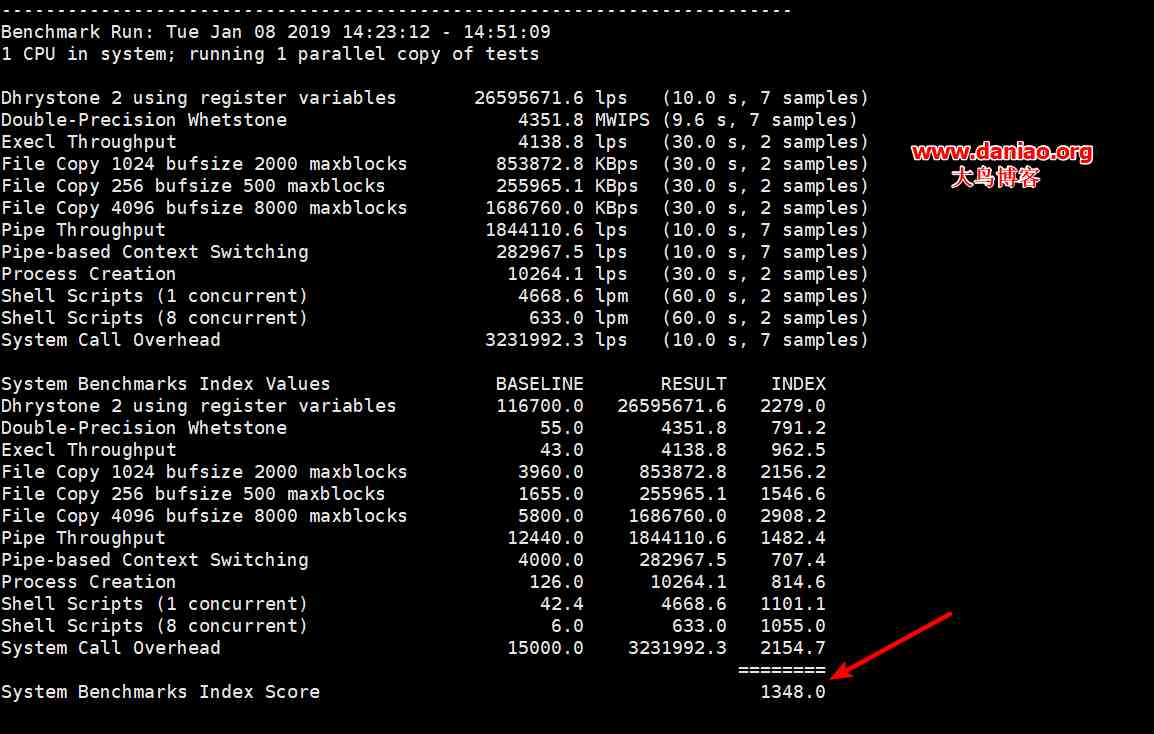 ------------------------------------------------------------------------
Benchmark Run: Tue Jan 08 2019 14:23:12 - 14:51:09
1 CPU in system; running 1 parallel copy of tests
Dhrystone 2 using register variables 26595671.6 lps (10.0 s, 7 samples)
Double-Precision Whetstone 4351.8 MWIPS (9.6 s, 7 samples)
Execl Throughput 4138.8 lps (30.0 s, 2 samples)
www.daniao.org
File Copy 1024 bufsize 2000 maxblocks 853872.8 KBps (30.0 s, 2 samples)
大鸟博客
File Copy 256 bufsize 500 maxblocks 255965.1 KBps (30.0 s, 2 samples)
File Copy 4096 bufsize 8000 maxblocks 1686760.0 KBps (30.0 s, 2 samples)
Pipe Throughput 1844110.6 lps (10.0 s, 7 samples)
Pipe-based Context Switching 282967.5 lps (10.0 s, 7 samples)
Process Creation 10264.1 lps (30.0 s, 2 samples)
Shell Scripts (1 concurrent) 4668.6 lpm (60.0 s, 2 samples)
Shell Scripts (8 concurrent) 633.0 lpm (60.0 s, 2 samples)
System Call Overhead 3231992.3 lps (10.0 s, 7 samples)
System Benchmarks Index Values BASELINE RESULT INDEX
Dhrystone 2 using register variables 116700.0 26595671.6 2279.0
Double-Precision Whetstone 55.0 4351.8 791.2
Execl Throughput 43.0 4138.8 962.5
File Copy 1024 bufsize 2000 maxblocks 3960.0 853872.8 2156.2
File Copy 256 bufsize 500 maxblocks 1655.0 255965.1 1546.6
File Copy 4096 bufsize 8000 maxblocks 5800.0 1686760.0 2908.2
Pipe Throughput 12440.0 1844110.6 1482.4
Pipe-based Context Switching 4000.0 282967.5 707.4
Process Creation 126.0 10264.1 814.6
Shell Scripts (1 concurrent) 42.4 4668.6 1101.1
Shell Scripts (8 concurrent) 6.0 633.0 1055.0
System Call Overhead 15000.0 3231992.3 2154.7
========
System Benchmarks Index Score 1348.0